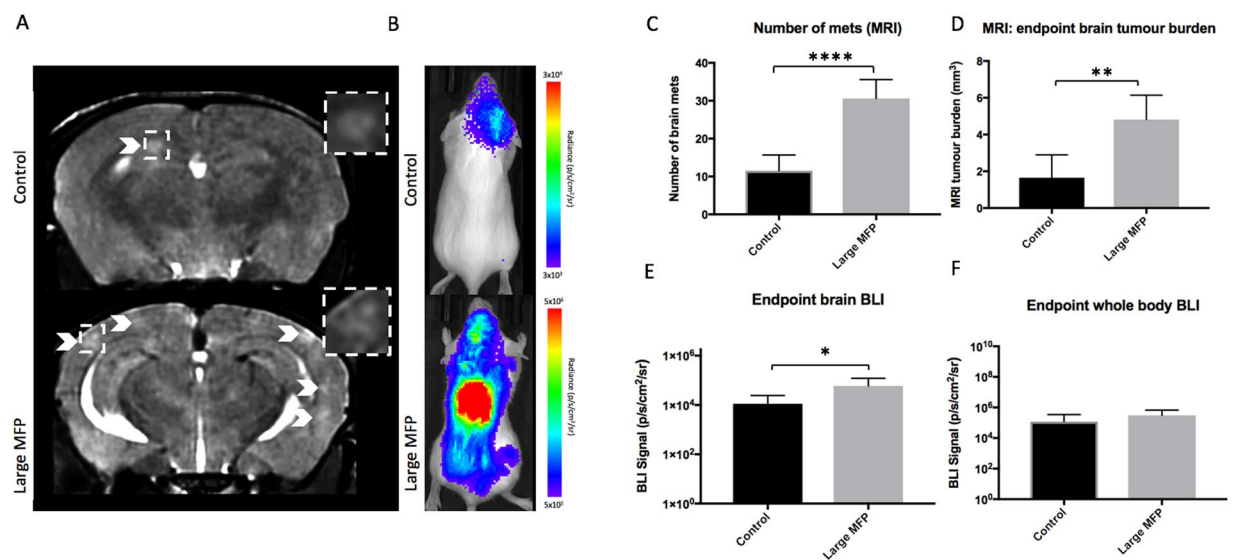 A
B
Control
Large MFP
Control
Large MFP
3x10⁴
Radiance (p/s/cm²/sr)
3x10³
5x10⁶
Radiance (p/s/cm²/sr)
5x10⁵
C
Number of mets (MRI)
Number of brain mets
40
30
20
10
0
****
Control
Large MFP
D
MRI: endpoint brain tumour burden
MRI tumour burden (mm³)
8
6
4
2
0
**
Control
Large MFP
E
Endpoint brain BLI
BLI Signal (p/s/cm²/sr)
1×10⁶
1×10⁴
1×10²
1×10⁰
*
Control
Large MFP
F
Endpoint whole body BLI
BLI Signal (p/s/cm²/sr)
10¹⁰
10⁸
10⁶
10⁴
10²
10⁰
Control
Large MFP